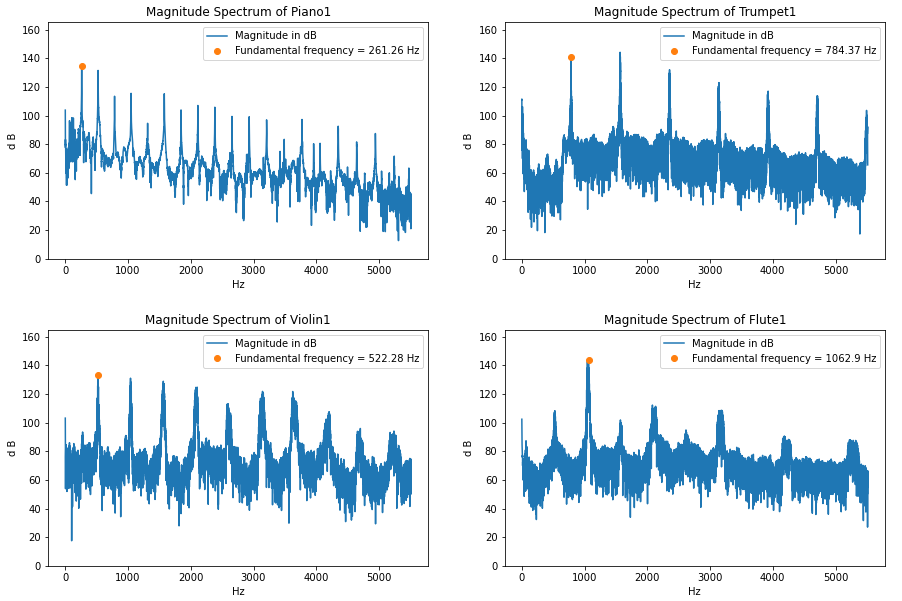 Magnitude Spectrum of Piano1
160
140
120
100
80
60
40
20
0
d B
Magnitude in dB
Fundamental frequency = 261.26 Hz
0 1000 2000 3000 4000 5000
Hz
Magnitude Spectrum of Trumpet1
160
140
120
100
80
60
40
20
0
d B
Magnitude in dB
Fundamental frequency = 784.37 Hz
0 1000 2000 3000 4000 5000
Hz
Magnitude Spectrum of Violin1
160
140
120
100
80
60
40
20
0
d B
Magnitude in dB
Fundamental frequency = 522.28 Hz
0 1000 2000 3000 4000 5000
Hz
Magnitude Spectrum of Flute1
160
140
120
100
80
60
40
20
0
d B
Magnitude in dB
Fundamental frequency = 1062.9 Hz
0 1000 2000 3000 4000 5000
Hz